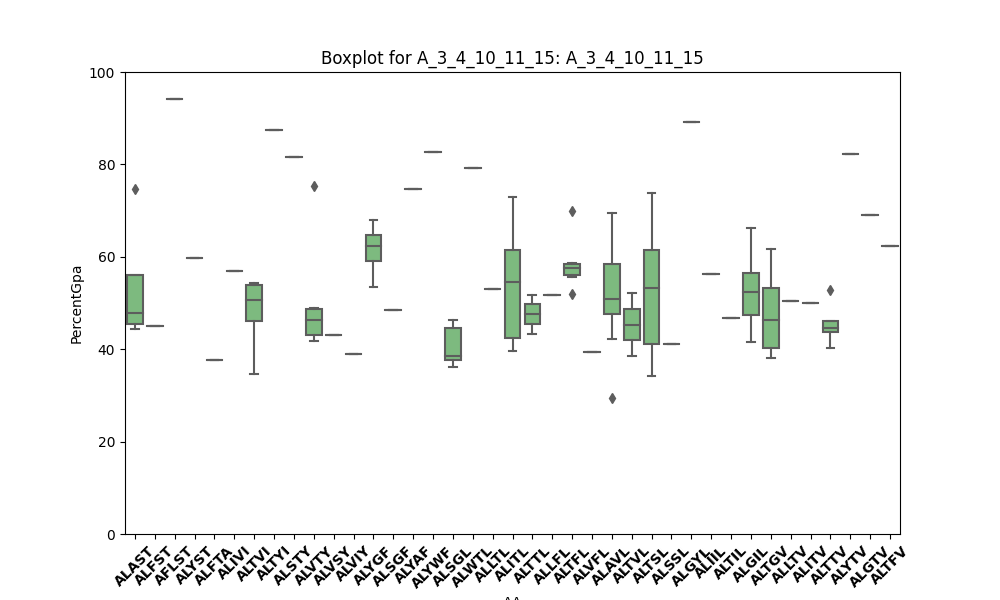 Boxplot for A_3_4_10_11_15: A_3_4_10_11_15
PercentGpa
100
80
60
40
20
0
ALAST
ALFST
AFLST
ALYST
ALFTA
ALIVI
ALTVI
ALTYI
ALSTY
ALVTY
ALVSY
ALVIY
ALYGF
ALSGF
ALYAF
ALYWF
ALSGL
ALWTL
ALLTL
ALITL
ALTTL
ALLFL
ALTFL
ALVFL
ALAVL
ALTVL
ALTSL
ALSSL
ALGYL
ALIIL
ALTIL
ALGIL
ALTGV
ALLTV
ALITV
ALTTV
ALYTV
ALGTV
ALTFV